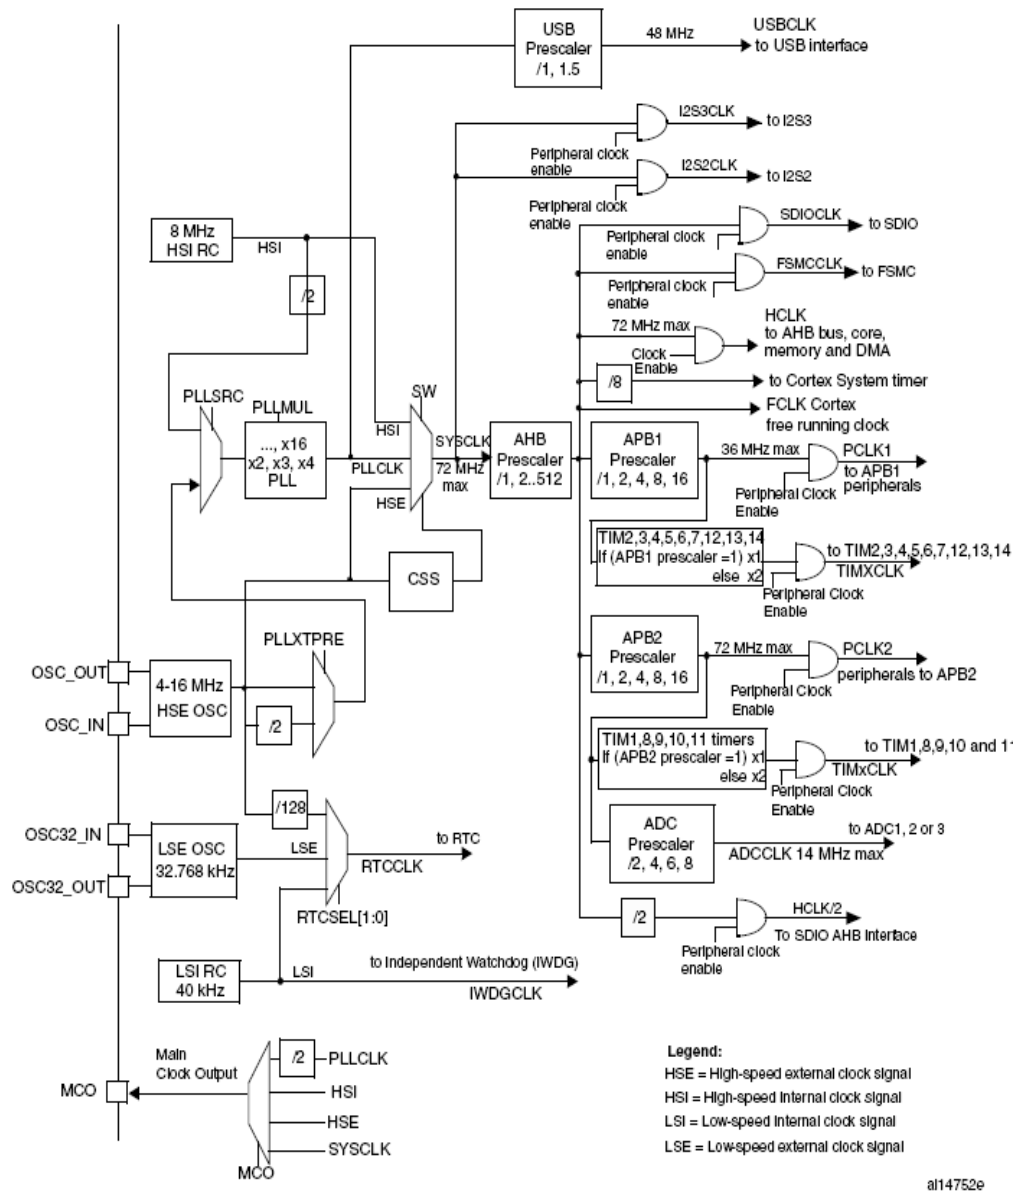 USB
Prescaler
/1, 1.5
48 MHz
USBCLK
to USB interface
I2S3CLK
to I2S3
Peripheral clock
enable
I2S2CLK
to I2S2
Peripheral clock
enable
SDIOCLK
to SDIO
Peripheral clock
enable
FSMCCLK
to FSMC
Peripheral clock
enable
8 MHz
HSI RC
HSI
/2
HCLK
72 MHz max
to AHB bus, core,
memory and DMA
Clock
Enable
/8
to Cortex System timer
FCLK Cortex
free running clock
PLLSRC
PLLMUL
..., x16
x2, x3, x4
PLL
SW
HSI
PLLCLK
HSE
SYSCLK
72 MHz
max
AHB
Prescaler
/1, 2..512
APB1
Prescaler
/1, 2, 4, 8, 16
36 MHz max
PCLK1
to APB1
peripherals
Peripheral Clock
Enable
TIM2,3,4,5,6,7,12,13,14
If (APB1 prescaler =1) x1
else x2
to TIM2,3,4,5,6,7,12,13,14
TIMXCLK
Peripheral Clock
Enable
CSS
PLLXTPRE
OSC_OUT
OSC_IN
4-16 MHz
HSE OSC
/2
APB2
Prescaler
/1, 2, 4, 8, 16
72 MHz max
PCLK2
peripherals to APB2
Peripheral Clock
Enable
TIM1,8,9,10,11 timers
If (APB2 prescaler =1) x1
else x2
to TIM1,8,9,10 and 11
TIMxCLK
Peripheral Clock
Enable
/128
OSC32_IN
OSC32_OUT
LSE OSC
32.768 kHz
LSE
to RTC
RTCCLK
RTCSEL[1:0]
ADC
Prescaler
/2, 4, 6, 8
to ADC1, 2 or 3
ADCCLK 14 MHz max
/2
HCLK/2
To SDIO AHB Interface
Peripheral clock
enable
LSI RC
40 kHz
LSI
to Independent Watchdog (IWDG)
IWDGCLK
MCO
Main
Clock Output
/2
PLLCLK
HSI
HSE
SYSCLK
MCO
Legend:
HSE = High-speed external clock signal
HSI = High-speed internal clock signal
LSI = Low-speed internal clock signal
LSE = Low-speed external clock signal
ai14752e